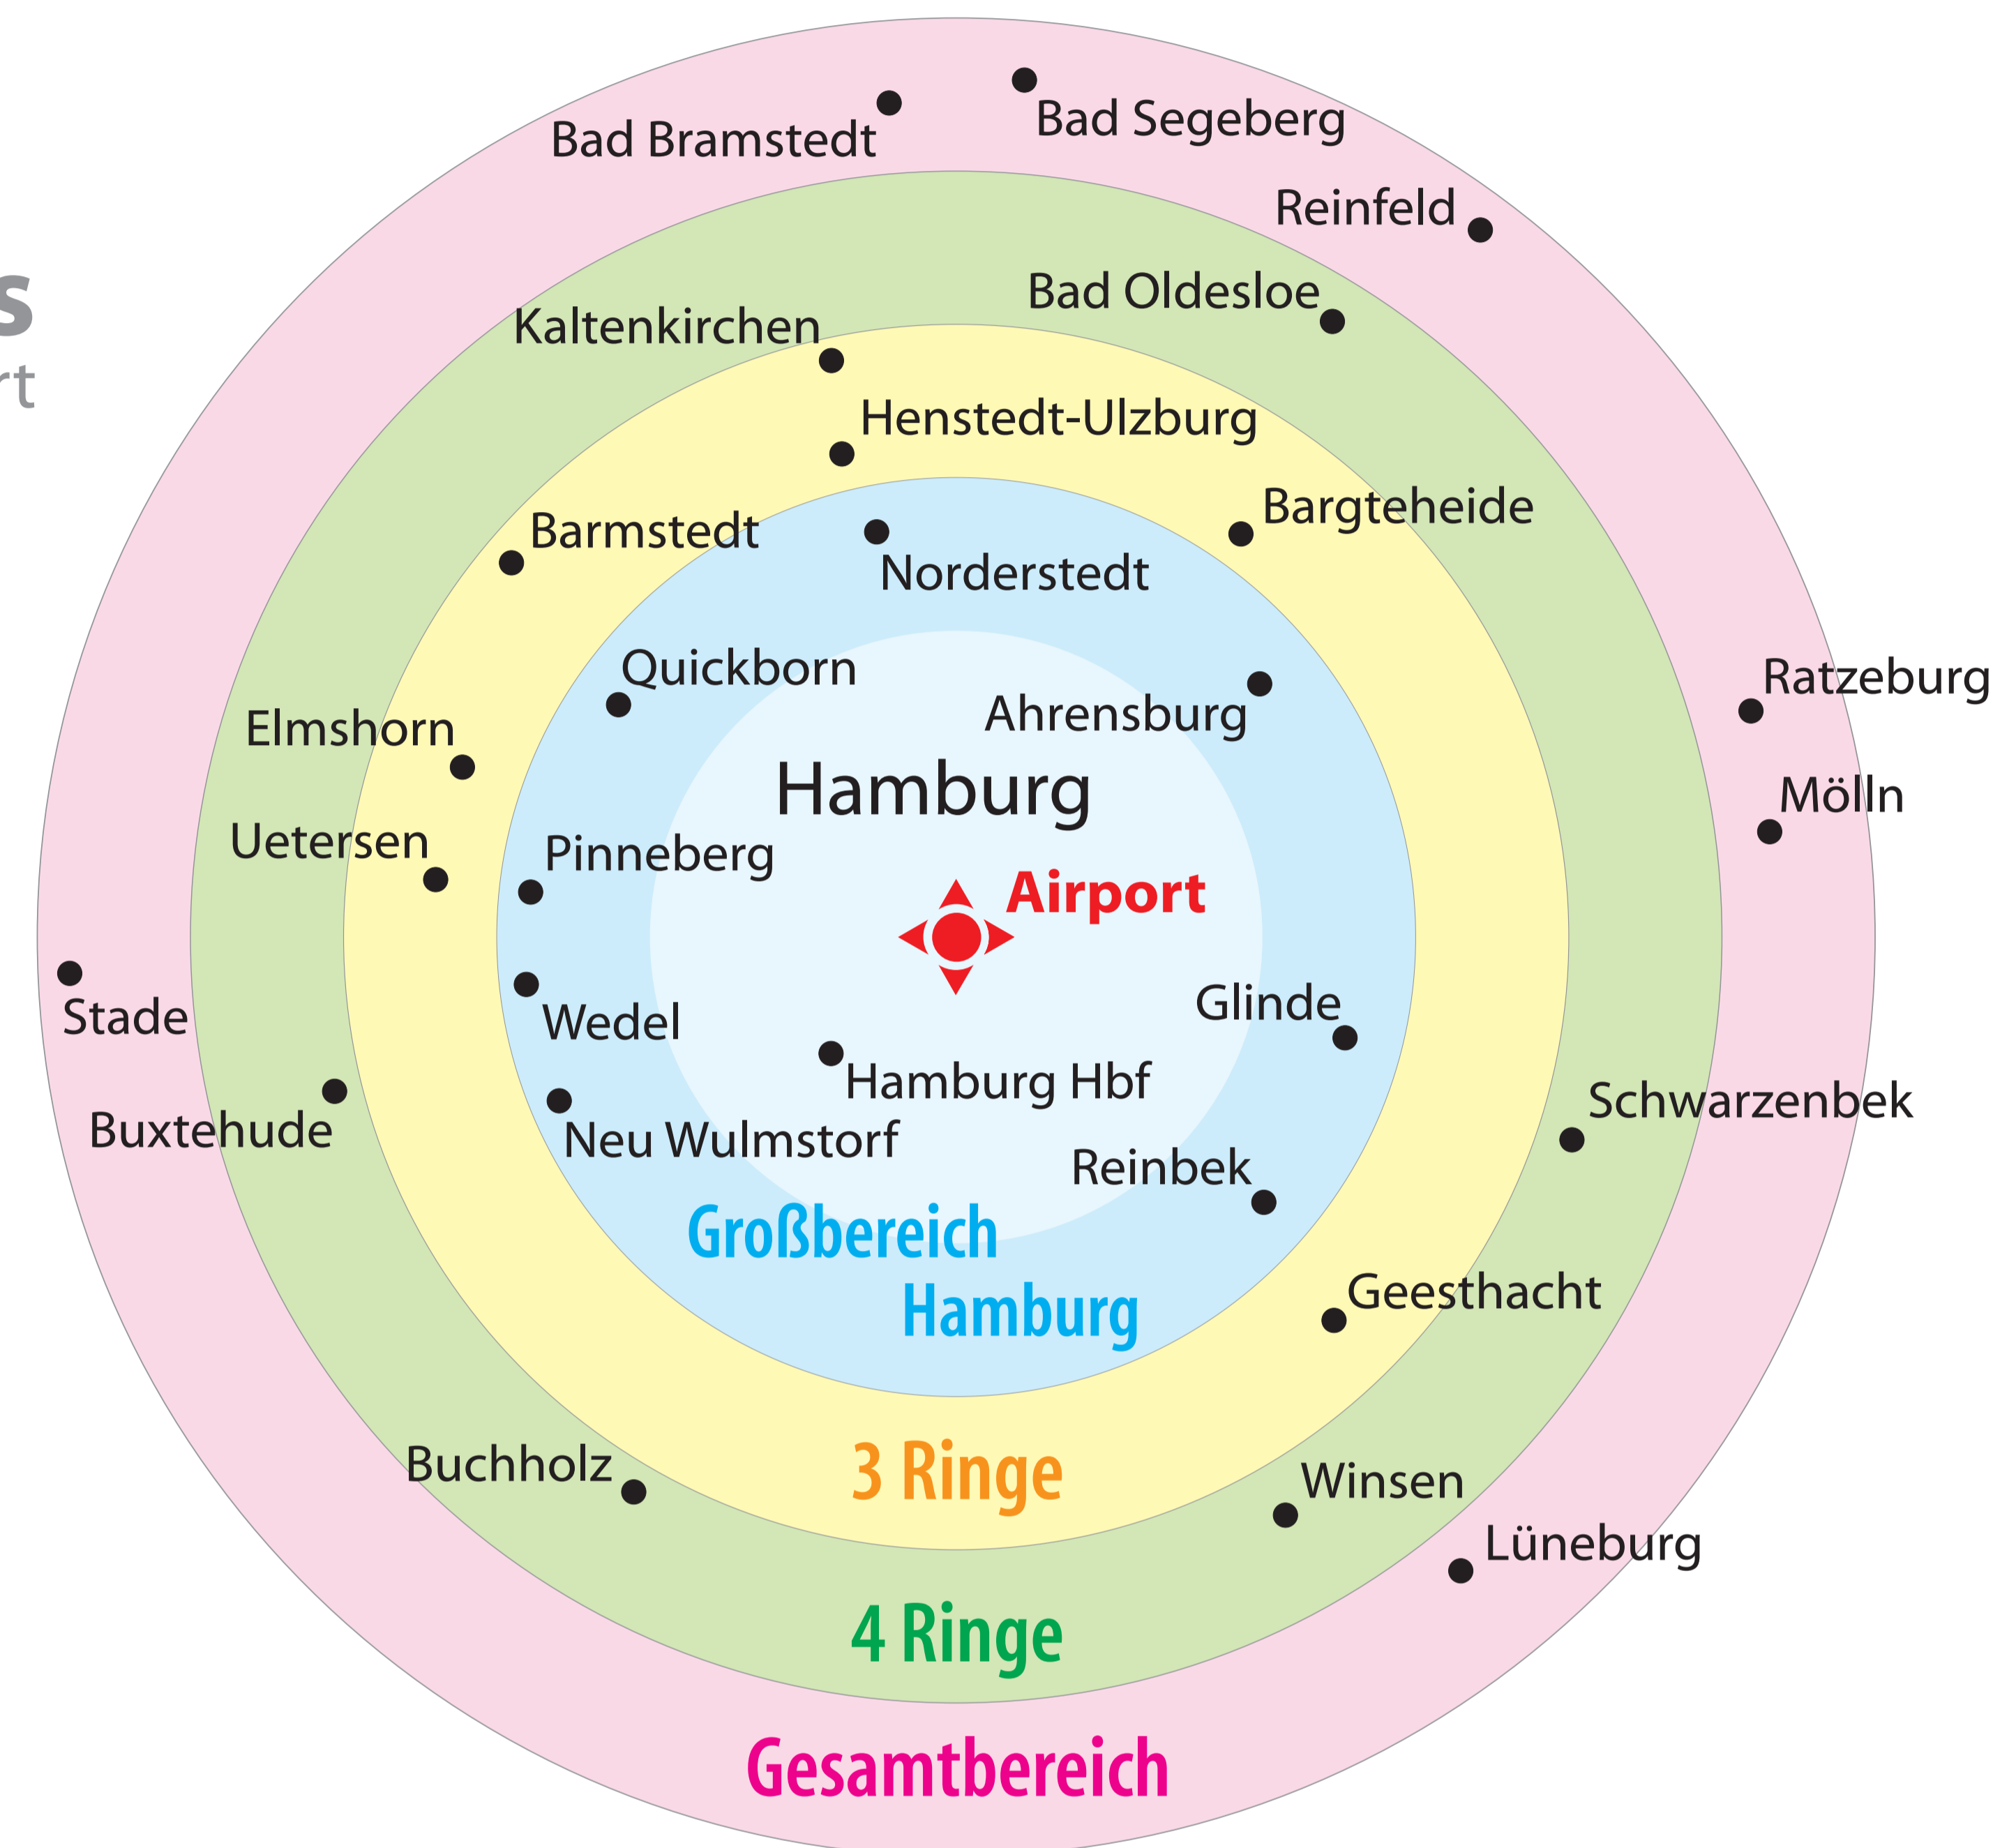 Bad Segeberg
Bad Bramstedt
Reinfeld
Bad Oldesloe
s
Kaltenkirchen
rt
Henstedt-Ulzburg
Bargteheide
Barmstedt
Norderstedt
Quickborn
Ratzeburg
Ahrensburg
Elmshorn
Hamburg
Mölln
Uetersen
Pinneberg
Airport
Stade
Wedel
Glinde
Hamburg Hbf
Schwarzenbek
Buxtehude
Neu Wulmstorf
Reinbek
Großbereich
Hamburg
Geesthacht
Buchholz
3 Ringe
Winsen
Lüneburg
4 Ringe
Gesamtbereich